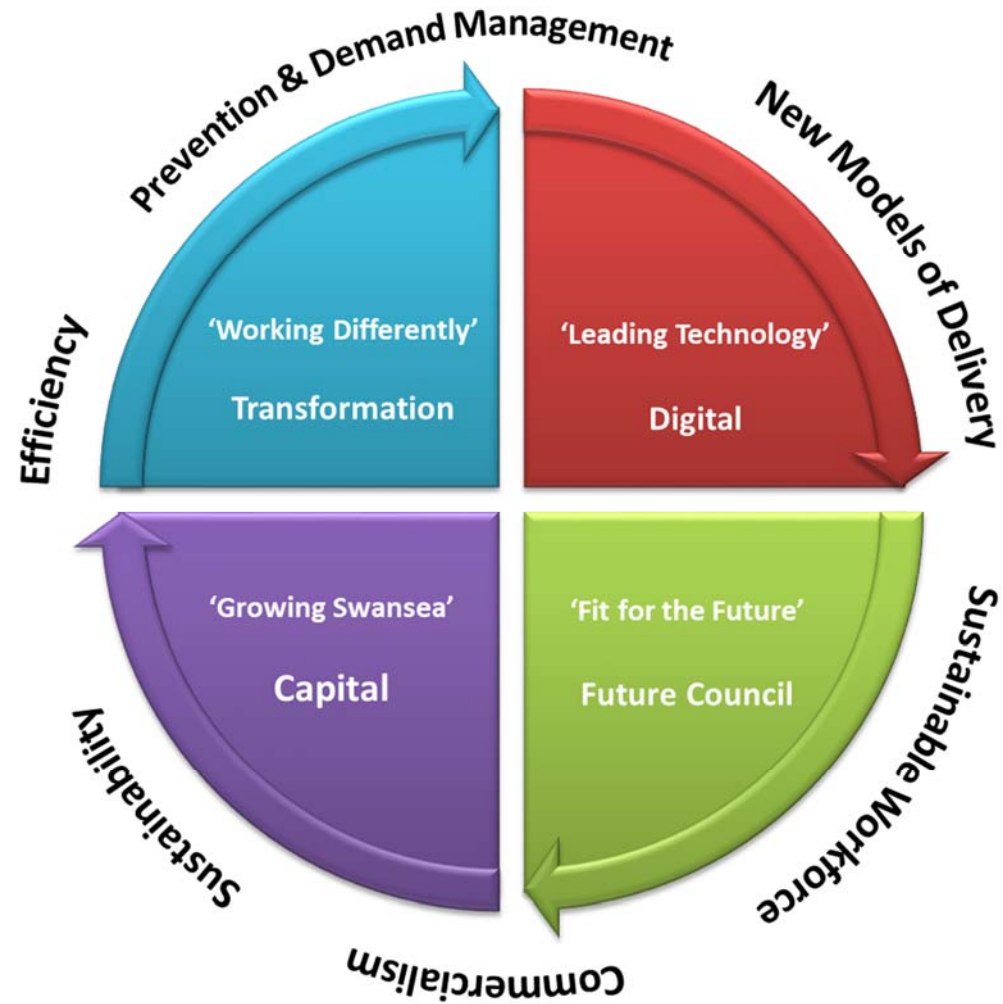 Prevention & Demand Management
New Models of Delivery
Efficiency
‘Working Differently’
Transformation
‘Leading Technology’
Digital
‘Growing Swansea’
Capital
‘Fit for the Future’
Future Council
Sustainable Workforce
Sustainability
Commercialism